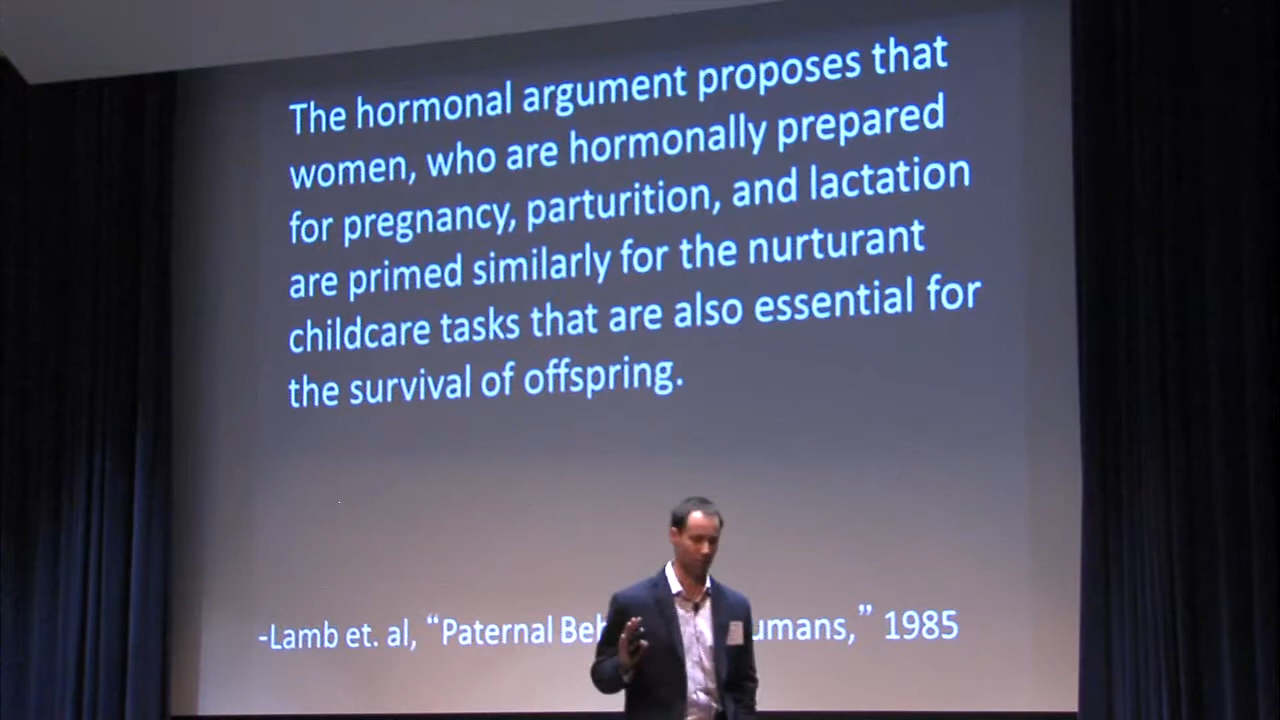 The hormonal argument proposes that
women, who are hormonally prepared
for pregnancy, parturition, and lactation
are primed similarly for the nurturant
childcare tasks that are also essential for
the survival of offspring.
-Lamb et. al, “Paternal Beh umans,” 1985